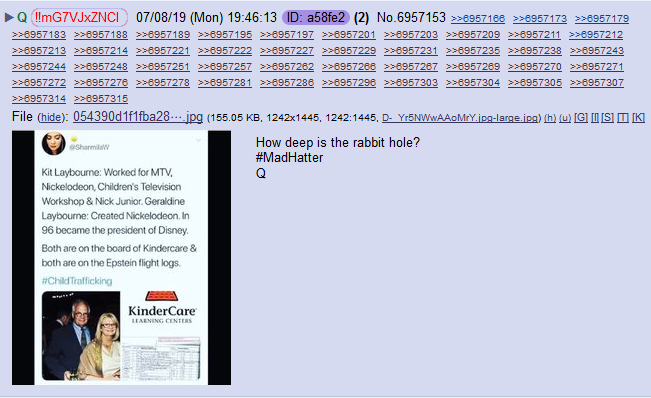 Q !!mG7VJxZNCI 07/08/19 (Mon) 19:46:13 ID: a58fe2 (2) No.6957153 >>6957166 >>6957173 >>6957179
>>6957183 >>6957188 >>6957189 >>6957195 >>6957197 >>6957201 >>6957203 >>6957209 >>6957211 >>6957212
>>6957213 >>6957214 >>6957221 >>6957222 >>6957227 >>6957229 >>6957231 >>6957235 >>6957238 >>6957243
>>6957244 >>6957248 >>6957251 >>6957257 >>6957262 >>6957266 >>6957267 >>6957269 >>6957270 >>6957271
>>6957272 >>6957276 >>6957278 >>6957281 >>6957286 >>6957296 >>6957303 >>6957304 >>6957305 >>6957307
>>6957314 >>6957315
File (hide): 054390d1f1fba28⋯.jpg (155.05 KB, 1242x1445, 1242:1445, D-_Yr5NWwAAoMrY.jpg-large.jpg) (h) (u) [G] [I] [S] [T] [K]
@SharmilaW
Kit Laybourne: Worked for MTV,
Nickelodeon, Children's Television
Workshop & Nick Junior. Geraldine
Laybourne: Created Nickelodeon. In
96 became the president of Disney.
Both are on the board of Kindercare &
both are on the Epstein flight logs.
#ChildTrafficking
KinderCare
LEARNING CENTERS
How deep is the rabbit hole?
#MadHatter
Q